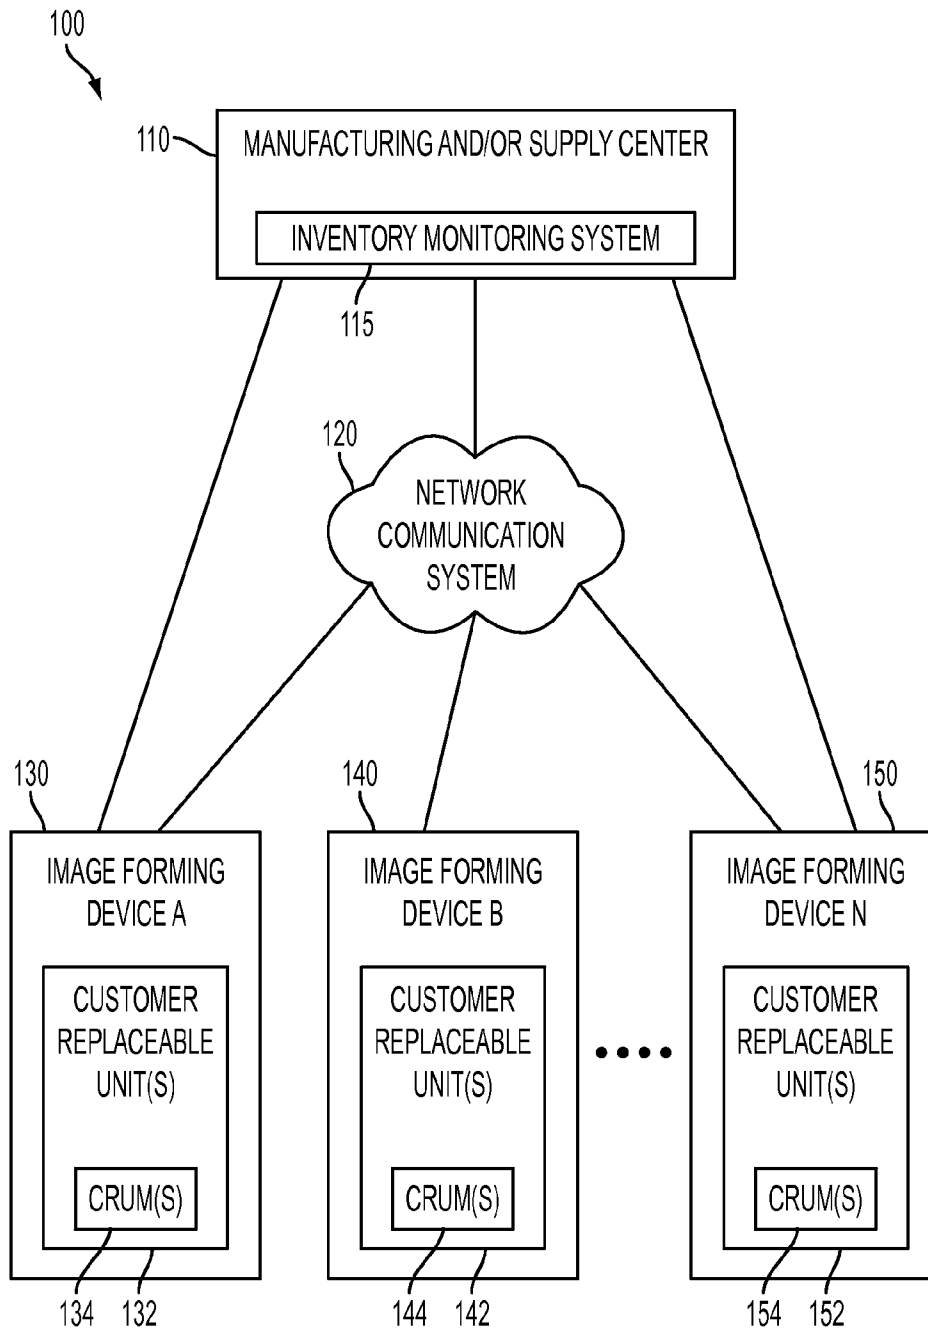 100
110
MANUFACTURING AND/OR SUPPLY CENTER
INVENTORY MONITORING SYSTEM
115
120
NETWORK
COMMUNICATION
SYSTEM
130
140
150
IMAGE FORMING
DEVICE A
IMAGE FORMING
DEVICE B
IMAGE FORMING
DEVICE N
CUSTOMER
REPLACEABLE
UNIT(S)
CUSTOMER
REPLACEABLE
UNIT(S)
CUSTOMER
REPLACEABLE
UNIT(S)
CRUM(S)
CRUM(S)
CRUM(S)
134
132
144
142
154
152